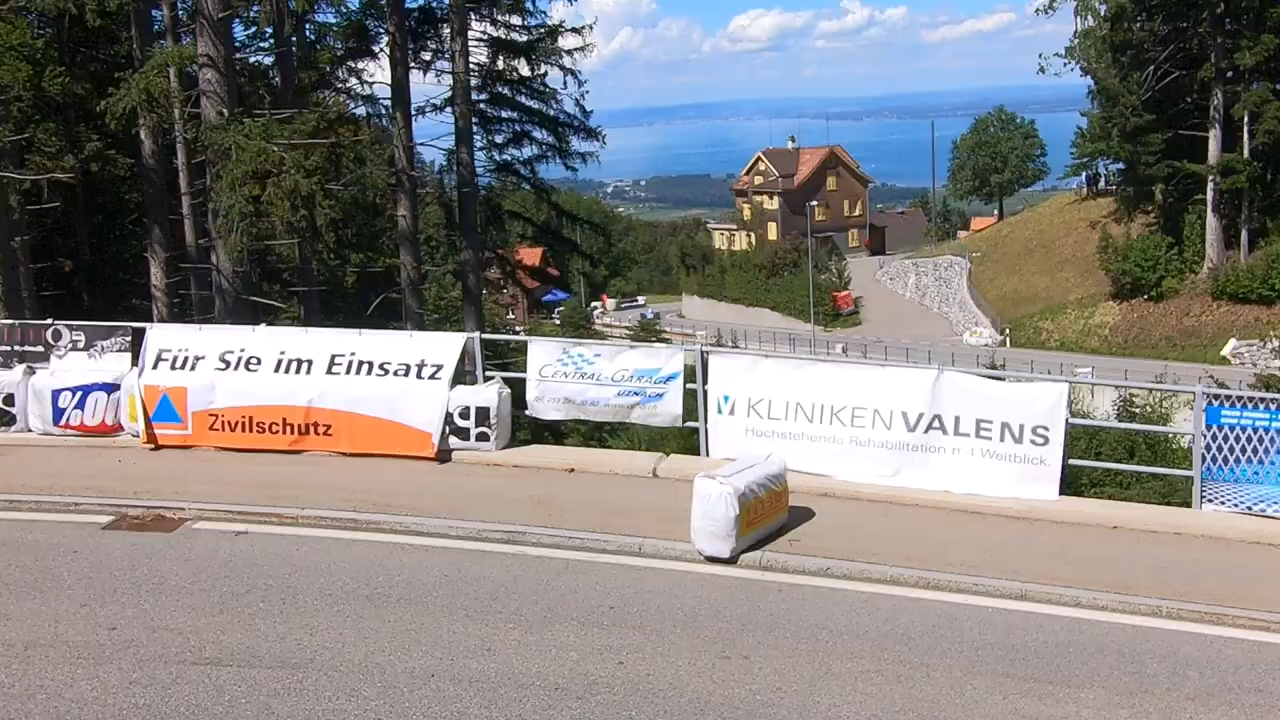 %00
Für Sie im Einsatz
Zivilschutz
CENTRAL-GARAGE
UZNACH
KLINIKEN VALENS
Hochstehende Rehabilitation mit Weitblick.